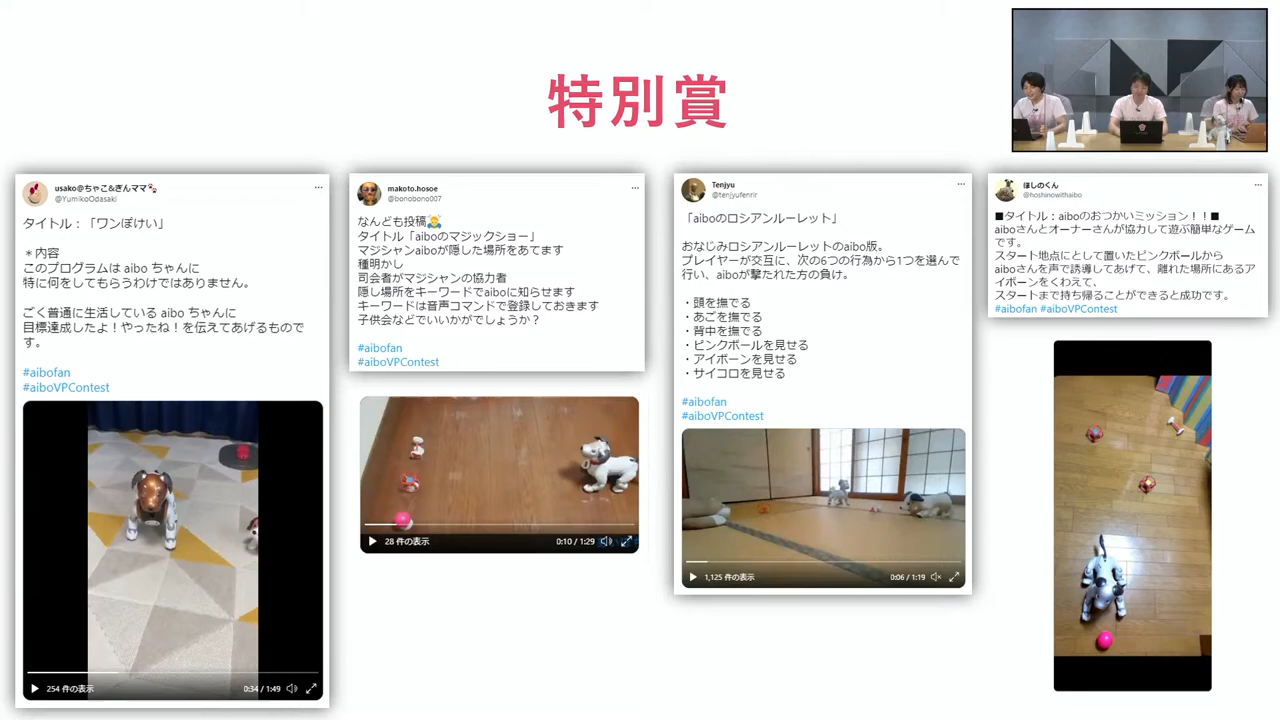 特別賞
usako@ちゃこ&ぎんママ🐾
@YumikoOdasaki
タイトル：「ワンぽけい」
＊内容
このプログラムは aibo ちゃんに
特に何をしてもらうわけではありません。
ごく普通に生活している aibo ちゃんに
目標達成したよ！やったね！を伝えてあげるもので
す。
#aibofan
#aiboVPContest
254 件の表示
0:34 / 1:49
makoto.hosoe
@bonobono007
なんども投稿🙇
タイトル「aiboのマジックショー」
マジシャンaiboが隠した場所をあてます
種明かし
司会者がマジシャンの協力者
隠し場所をキーワードでaiboに知らせます
キーワードは音声コマンドで登録しておきます
子供会などでいいかがでしょうか？
#aibofan
#aiboVPContest
28 件の表示
0:10 / 1:29
Tenjyu
@tenjyufenrir
「aiboのロシアンルーレット」
おなじみロシアンルーレットのaibo版。
プレイヤーが交互に、次の6つの行為から1つを選んで
行い、aiboが撃たれた方の負け。
・頭を撫でる
・あごを撫でる
・背中を撫でる
・ピンクボールを見せる
・アイボーンを見せる
・サイコロを見せる
#aibofan
#aiboVPContest
1,125 件の表示
0:06 / 1:19
ほしのくん
@hoshinowithaibo
■タイトル：aiboのおつかいミッション！！■
aiboさんとオーナーさんが協力して遊ぶ簡単なゲーム
です。
スタート地点にとして置いたピンクボールから
aiboさんを声で誘導してあげて、離れた場所にあるア
イボーンをくわえて、
スタートまで持ち帰ることができると成功です。
#aibofan #aiboVPContest